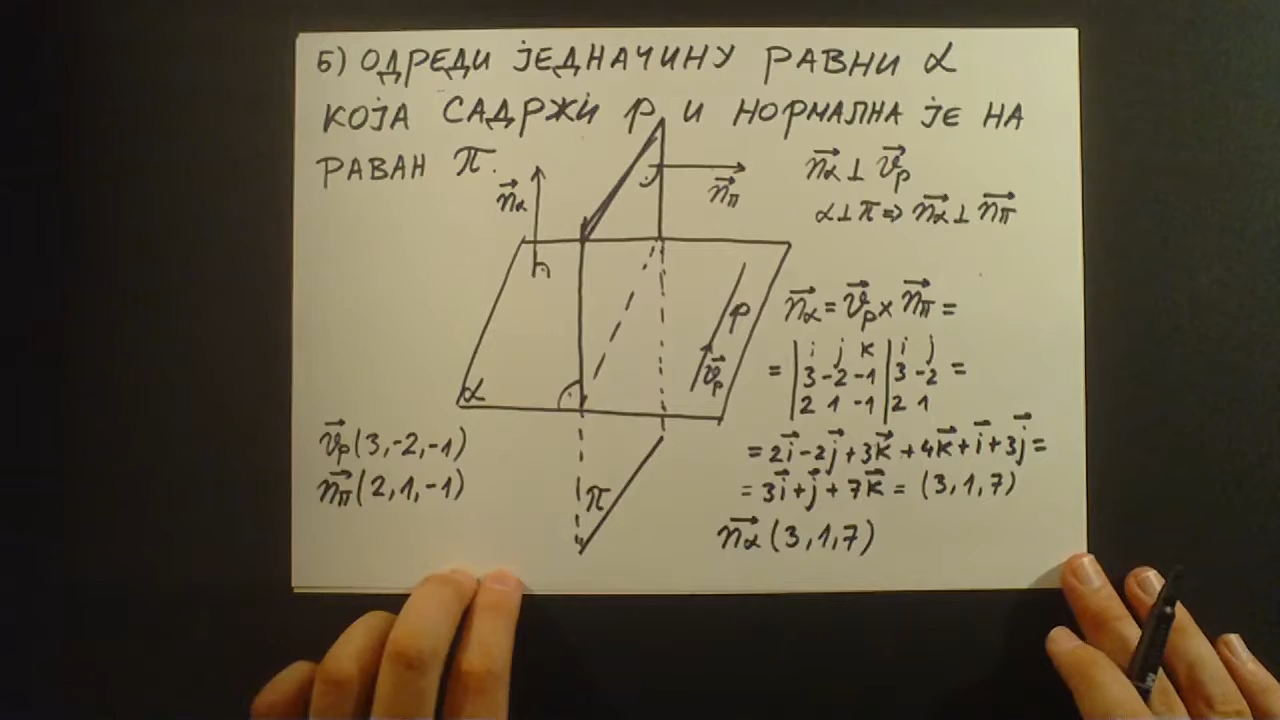 Б) ОДРЕДИ ЈЕДНАЧИНУ РАВНИ α
КОЈА САДРЖИ p И НОРМАЛНА ЈЕ НА
РАВАН π.
n⃗α
n⃗π
n⃗α ⊥ v⃗p
α ⊥ π ⇒ n⃗α ⊥ n⃗π
p
v⃗p
α
π
v⃗p (3, -2, -1)
n⃗π (2, 1, -1)
n⃗α = v⃗p × n⃗π =
= | i j k | i j
3 -2 -1 | 3 -2 =
2 1 -1 | 2 1
= 2i⃗ - 2j⃗ + 3k⃗ + 4k⃗ + i⃗ + 3j⃗ =
= 3i⃗ + j⃗ + 7k⃗ = (3, 1, 7)
n⃗α (3, 1, 7)